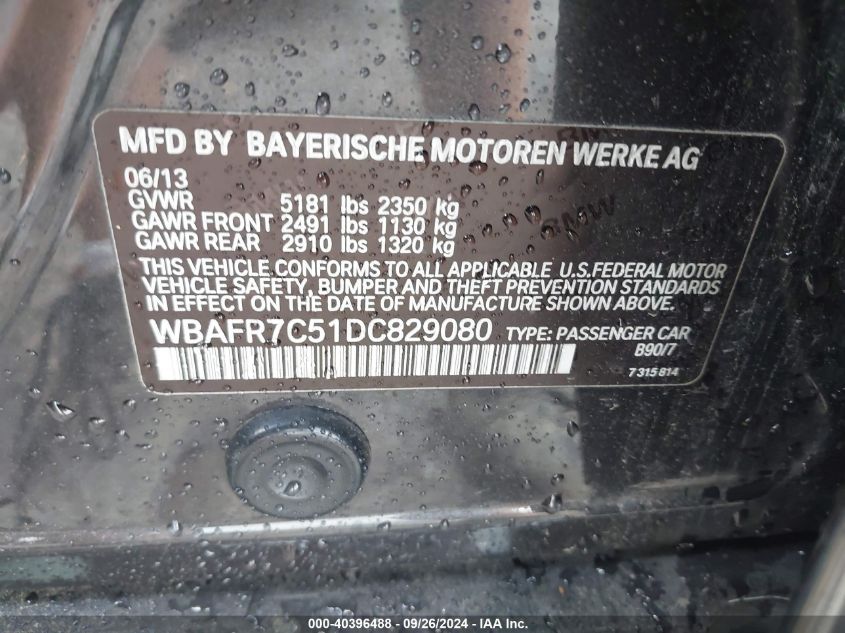 MFD BY BAYERISCHE MOTOREN WERKE AG
06/13
GVWR 5181 lbs 2350 kg
GAWR FRONT 2491 lbs 1130 kg
GAWR REAR 2910 lbs 1320 kg
THIS VEHICLE CONFORMS TO ALL APPLICABLE U.S.FEDERAL MOTOR
VEHICLE SAFETY, BUMPER AND THEFT PREVENTION STANDARDS
IN EFFECT ON THE DATE OF MANUFACTURE SHOWN ABOVE.
WBAFR7C51DC829080 TYPE: PASSENGER CAR
B90/7
7 315 814
BMW
BMW
000-40396488 - 09/26/2024 - IAA Inc.